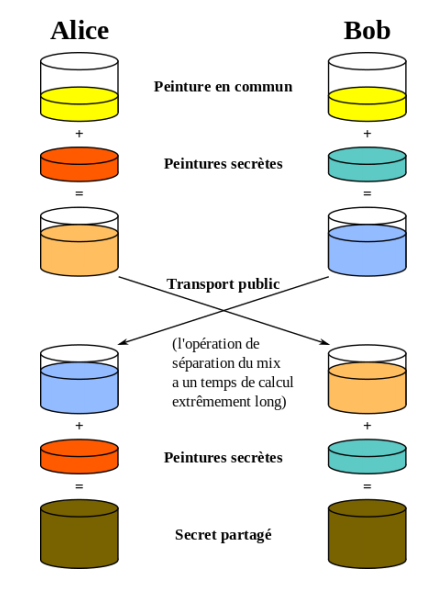 Alice
Bob
Peinture en commun
+
+
Peintures secrètes
=
=
Transport public
(l'opération de
séparation du mix
a un temps de calcul
extrêmement long)
+
+
Peintures secrètes
=
=
Secret partagé